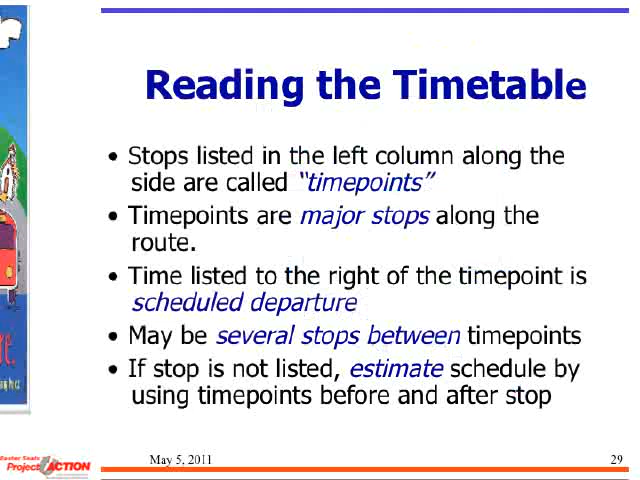 Reading the Timetable
• Stops listed in the left column along the
side are called “timepoints”
• Timepoints are major stops along the
route.
• Time listed to the right of the timepoint is
scheduled departure
• May be several stops between timepoints
• If stop is not listed, estimate schedule by
using timepoints before and after stop
Easter Seals
Project ACTION
May 5, 2011
29